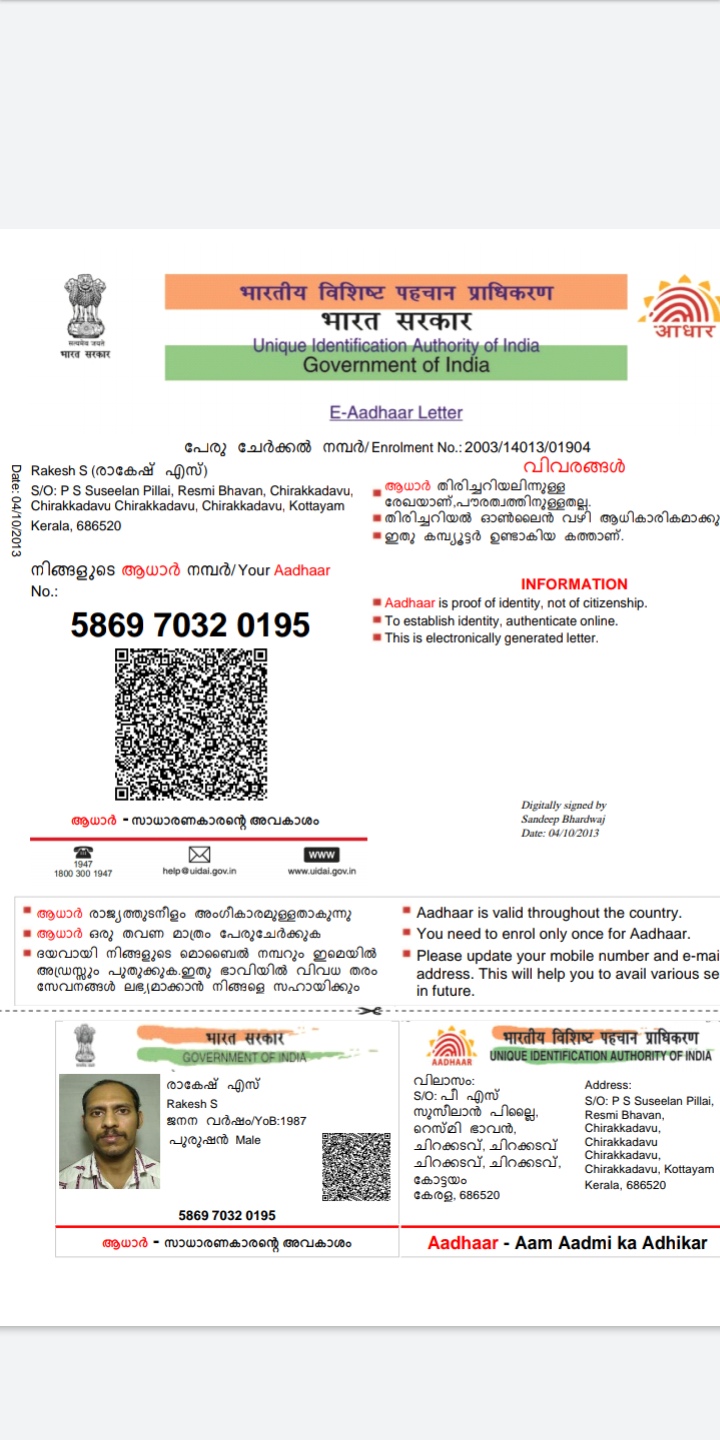 भारतीय विशिष्ट पहचान प्राधिकरण
भारत सरकार
Unique Identification Authority of India
Government of India
सत्यमेव जयते
भारत सरकार
आधार
E-Aadhaar Letter
പേരു ചേർക്കൽ നമ്പർ/ Enrolment No.: 2003/14013/01904
Date: 04/10/2013
Rakesh S (രാകേഷ് എസ്)
S/O: P S Suseelan Pillai, Resmi Bhavan, Chirakkadavu,
Chirakkadavu Chirakkadavu, Chirakkadavu, Kottayam
Kerala, 686520
നിങ്ങളുടെ ആധാർ നമ്പർ/ Your Aadhaar
No.:
5869 7032 0195
ആധാർ - സാധാരണകാരന്റെ അവകാശം
1947
1800 300 1947
help@uidai.gov.in
www
www.uidai.gov.in
വിവരങ്ങൾ
ആധാർ തിരിച്ചറിയലിന്നുള്ള
രേഖയാണ്,പൗരത്വത്തിനുള്ളതല്ല.
തിരിച്ചറിയൽ ഓൺലൈൻ വഴി ആധികാരികമാക്കു
ഇതു കമ്പ്യൂട്ടർ ഉണ്ടാകിയ കത്താണ്.
INFORMATION
Aadhaar is proof of identity, not of citizenship.
To establish identity, authenticate online.
This is electronically generated letter.
Digitally signed by
Sandeep Bhardwaj
Date: 04/10/2013
ആധാർ രാജ്യത്തുടനീളം അംഗീകാരമുള്ളതാകുന്നു
ആധാർ ഒരു തവണ മാത്രം പേരുചേർക്കുക
ദയവായി നിങ്ങളുടെ മൊബൈൽ നമ്പറും ഇമെയിൽ
അഡ്രസ്സും പുതുക്കുക.ഇതു ഭാവിയിൽ വിവധ തരം
സേവനങ്ങൾ ലഭ്യമാക്കാൻ നിങ്ങളെ സഹായിക്കും
Aadhaar is valid throughout the country.
You need to enrol only once for Aadhaar.
Please update your mobile number and e-mai
address. This will help you to avail various se
in future.
भारत सरकार
GOVERNMENT OF INDIA
രാകേഷ് എസ്
Rakesh S
ജനന വർഷം/YoB:1987
പുരുഷൻ Male
5869 7032 0195
ആധാർ - സാധാരണകാരന്റെ അവകാശം
AADHAAR
भारतीय विशिष्ट पहचान प्राधिकरण
UNIQUE IDENTIFICATION AUTHORITY OF INDIA
വിലാസം:
S/O: പീ എസ്
സുസീലാൻ പില്ലൈ,
റെസ്മി ഭാവൻ,
ചിറക്കടവ്, ചിറക്കടവ്
ചിറക്കടവ്, ചിറക്കടവ്,
കോട്ടയം
കേരള, 686520
Address:
S/O: P S Suseelan Pillai,
Resmi Bhavan,
Chirakkadavu,
Chirakkadavu
Chirakkadavu,
Chirakkadavu, Kottayam
Kerala, 686520
Aadhaar - Aam Aadmi ka Adhikar